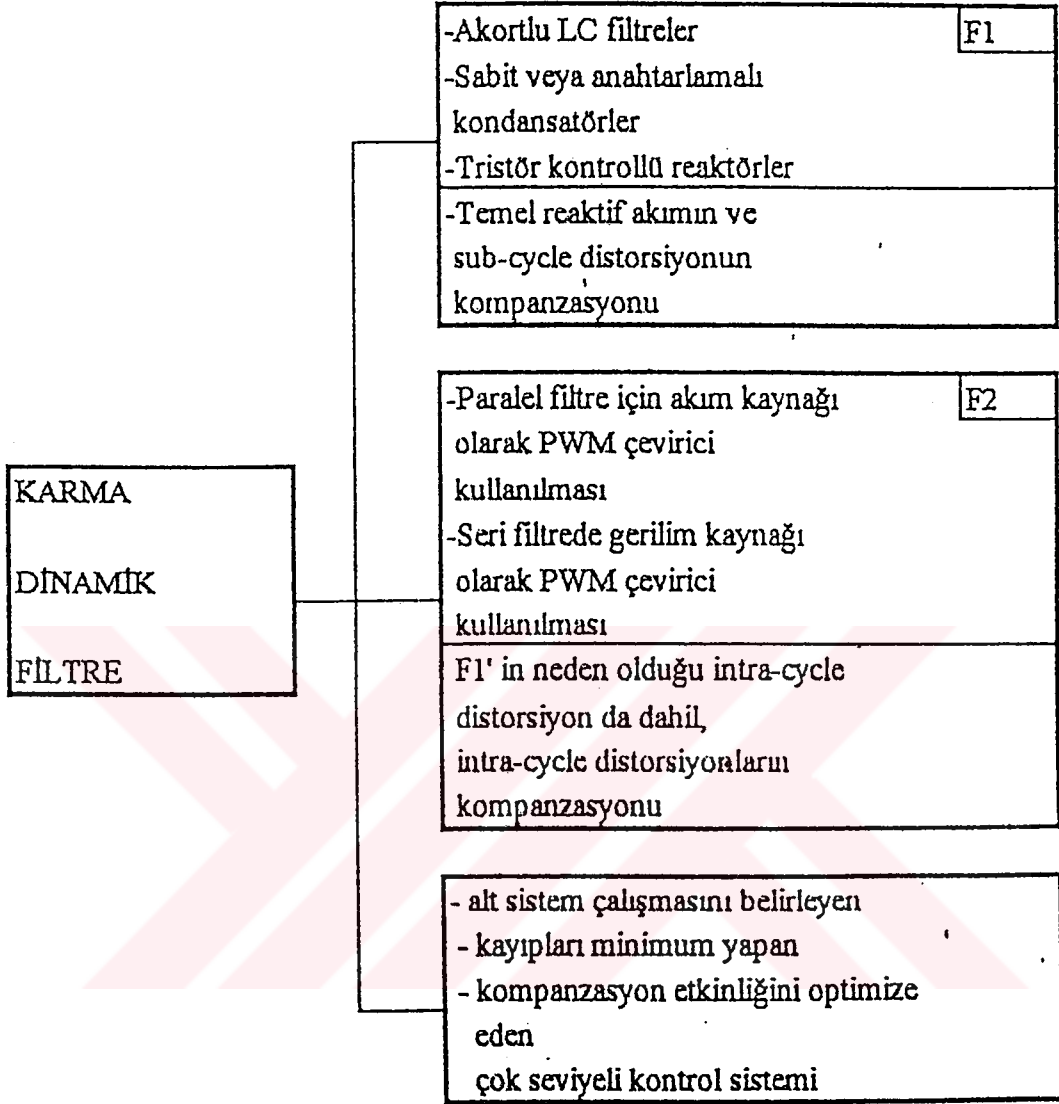 -Akortlu LC filtreler
F1
-Sabit veya anahtarlamalı
kondansatörler
-Tristör kontrollü reaktörler
-Temel reaktif akımın ve
sub-cycle distorsiyonun
kompanzasyonu
-Paralel filtre için akım kaynağı
F2
olarak PWM çevirici
kullanılması
-Seri filtrede gerilim kaynağı
olarak PWM çevirici
kullanılması
F1' in neden olduğu intra-cycle
distorsiyon da dahil,
intra-cycle distorsiyonların
kompanzasyonu
KARMA
DİNAMİK
FİLTRE
- alt sistem çalışmasını belirleyen
- kayıpları minimum yapan
- kompanzasyon etkinliğini optimize
eden
çok seviyeli kontrol sistemi